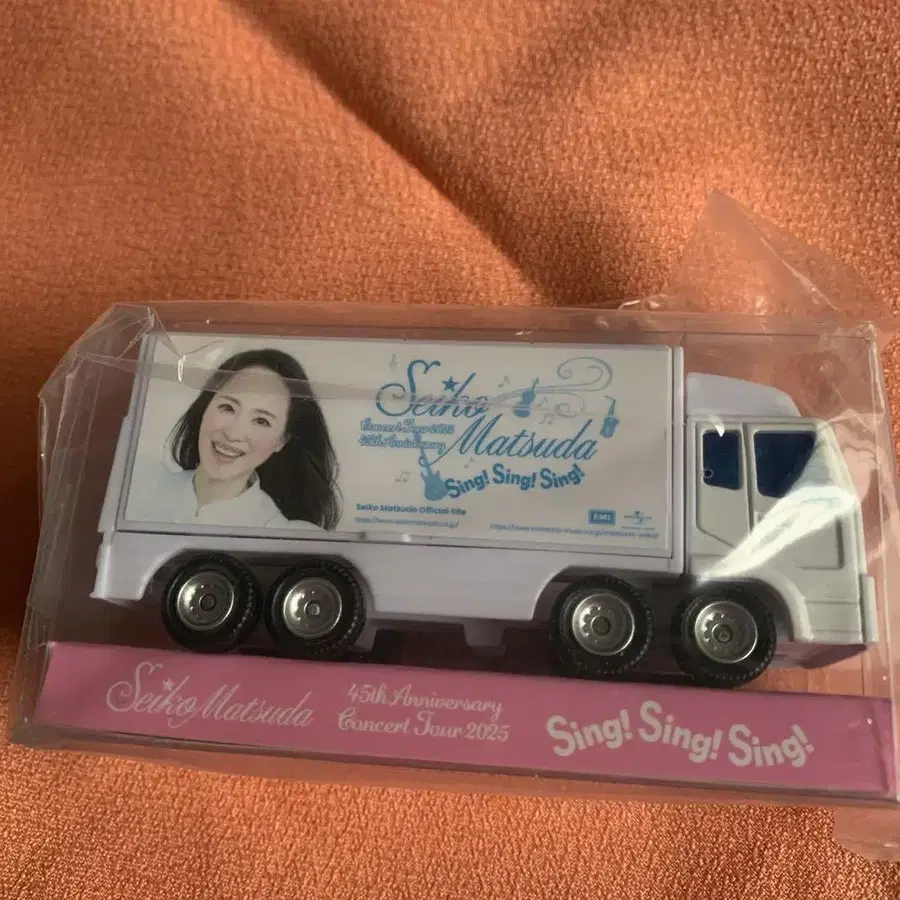 Seiko
Matsuda
Concert Tour 2025
45th Anniversary
Sing! Sing! Sing!
Seiko Matsuda Official Site
EMI
Seiko Matsuda
45th Anniversary
Concert Tour 2025
Sing! Sing! Sing!